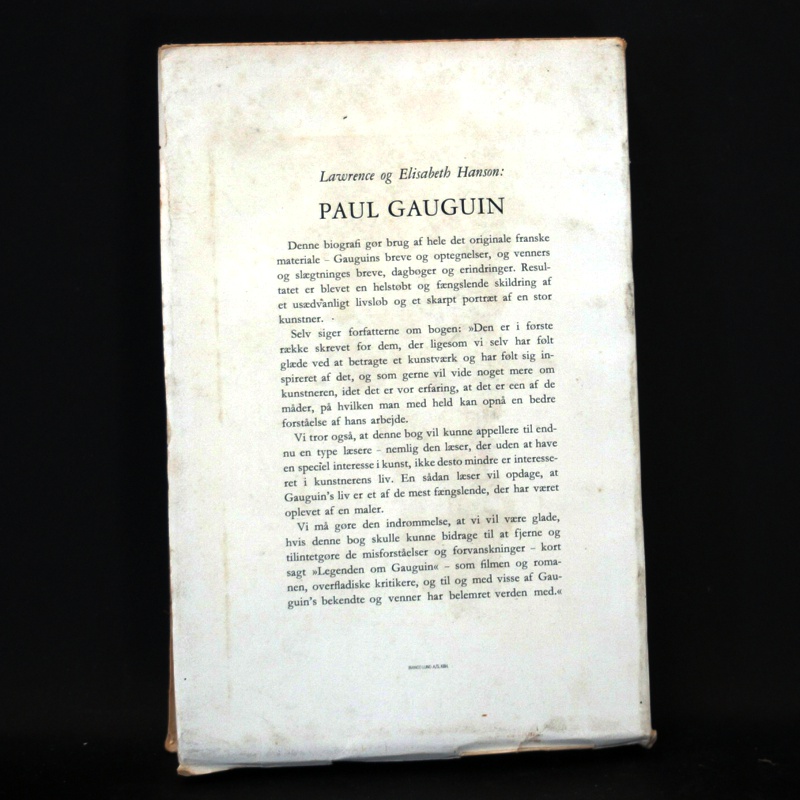 Lawrence og Elisabeth Hanson:
PAUL GAUGUIN
Denne biografi gør brug af hele det originale franske
materiale – Gauguins breve og optegnelser, og venners
og slægtninges breve, dagbøger og erindringer. Resul-
tatet er blevet en helstøbt og fængslende skildring af
et usædvanligt livsløb og et skarpt portræt af en stor
kunstner.
Selv siger forfatterne om bogen: »Den er i første
række skrevet for dem, der ligesom vi selv har følt
glæde ved at betragte et kunstværk og har følt sig in-
spireret af det, og som gerne vil vide noget mere om
kunstneren, idet det er vor erfaring, at det er een af de
måder, på hvilken man med held kan opnå en bedre
forståelse af hans arbejde.
Vi tror også, at denne bog vil kunne appellere til end-
nu en type læsere – nemlig den læser, der uden at have
en speciel interesse i kunst, ikke desto mindre er interesse-
ret i kunstnerens liv. En sådan læser vil opdage, at
Gauguin's liv er et af de mest fængslende, der har været
oplevet af en maler.
Vi må gøre den indrømmelse, at vi vil være glade,
hvis denne bog skulle kunne bidrage til at fjerne og
tilintetgøre de misforståelser og forvanskninger – kort
sagt »Legenden om Gauguin« – som filmen og roma-
nen, overfladiske kritikere, og til og med visse af Gau-
guin's bekendte og venner har belemret verden med.«